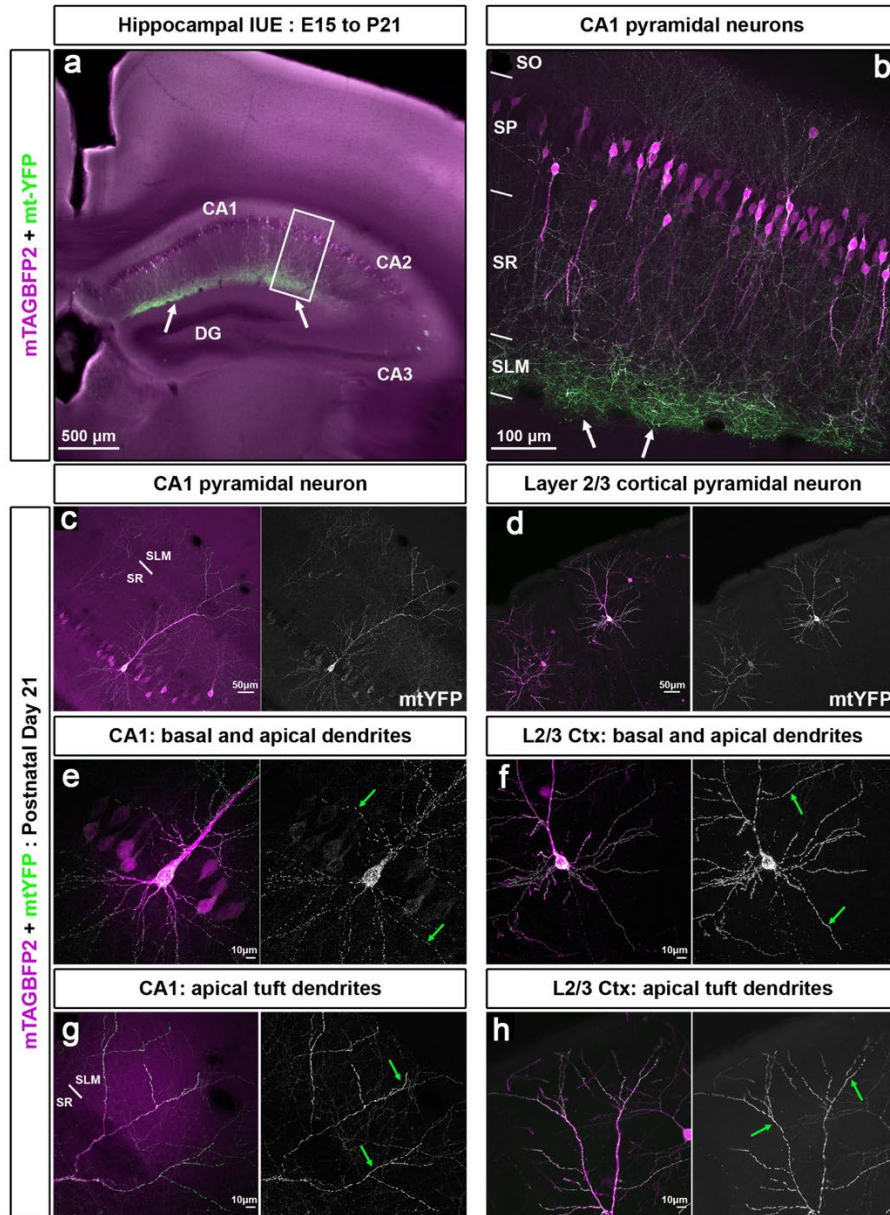 Hippocampal IUE : E15 to P21
CA1 pyramidal neurons
mTAGBFP2 + mt-YFP
a
CA1
CA2
DG
CA3
500 µm
SO
b
SP
SR
SLM
100 µm
CA1 pyramidal neuron
Layer 2/3 cortical pyramidal neuron
mTAGBFP2 + mtYFP : Postnatal Day 21
c
SLM
SR
50µm
mtYFP
d
50µm
mtYFP
CA1: basal and apical dendrites
L2/3 Ctx: basal and apical dendrites
e
10µm
f
10µm
CA1: apical tuft dendrites
L2/3 Ctx: apical tuft dendrites
g
SLM
SR
10µm
h
10µm